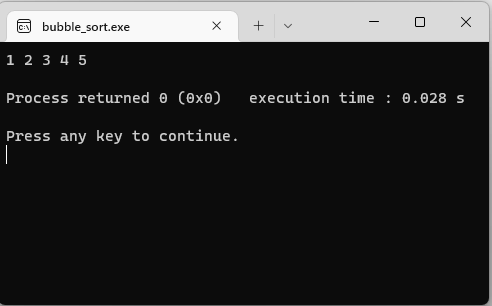 bubble_sort.exe
1 2 3 4 5
Process returned 0 (0x0)   execution time : 0.028 s
Press any key to continue.